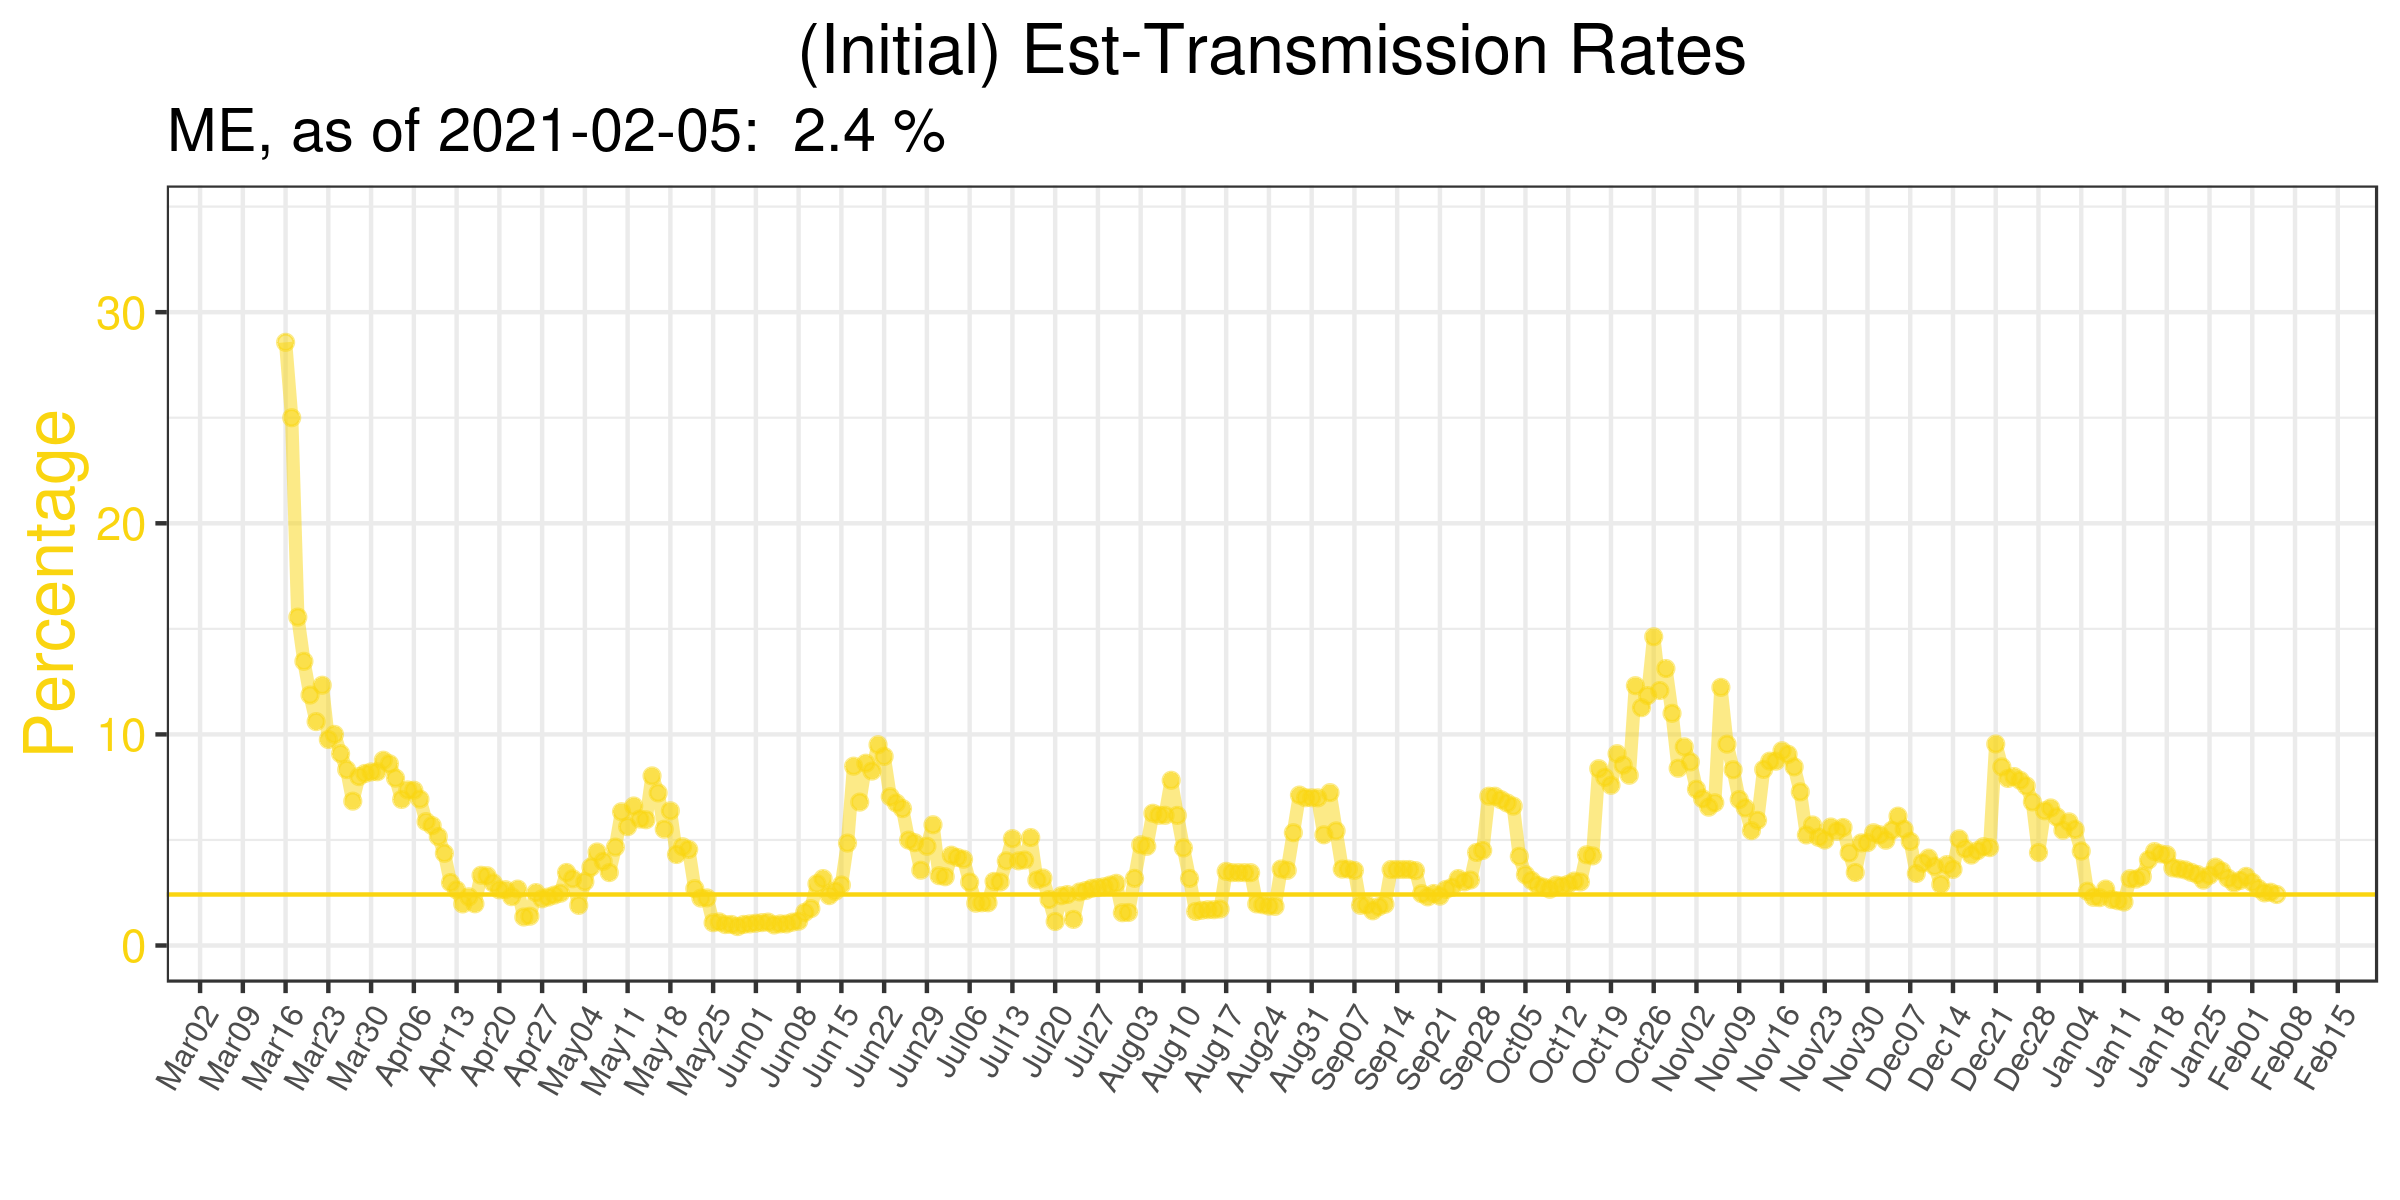 (Initial) Est-Transmission Rates
ME, as of 2021-02-05:  2.4 %
Percentage
30
20
10
0
Mar02
Mar09
Mar16
Mar23
Mar30
Apr06
Apr13
Apr20
Apr27
May04
May11
May18
May25
Jun01
Jun08
Jun15
Jun22
Jun29
Jul06
Jul13
Jul20
Jul27
Aug03
Aug10
Aug17
Aug24
Aug31
Sep07
Sep14
Sep21
Sep28
Oct05
Oct12
Oct19
Oct26
Nov02
Nov09
Nov16
Nov23
Nov30
Dec07
Dec14
Dec21
Dec28
Jan04
Jan11
Jan18
Jan25
Feb01
Feb08
Feb15